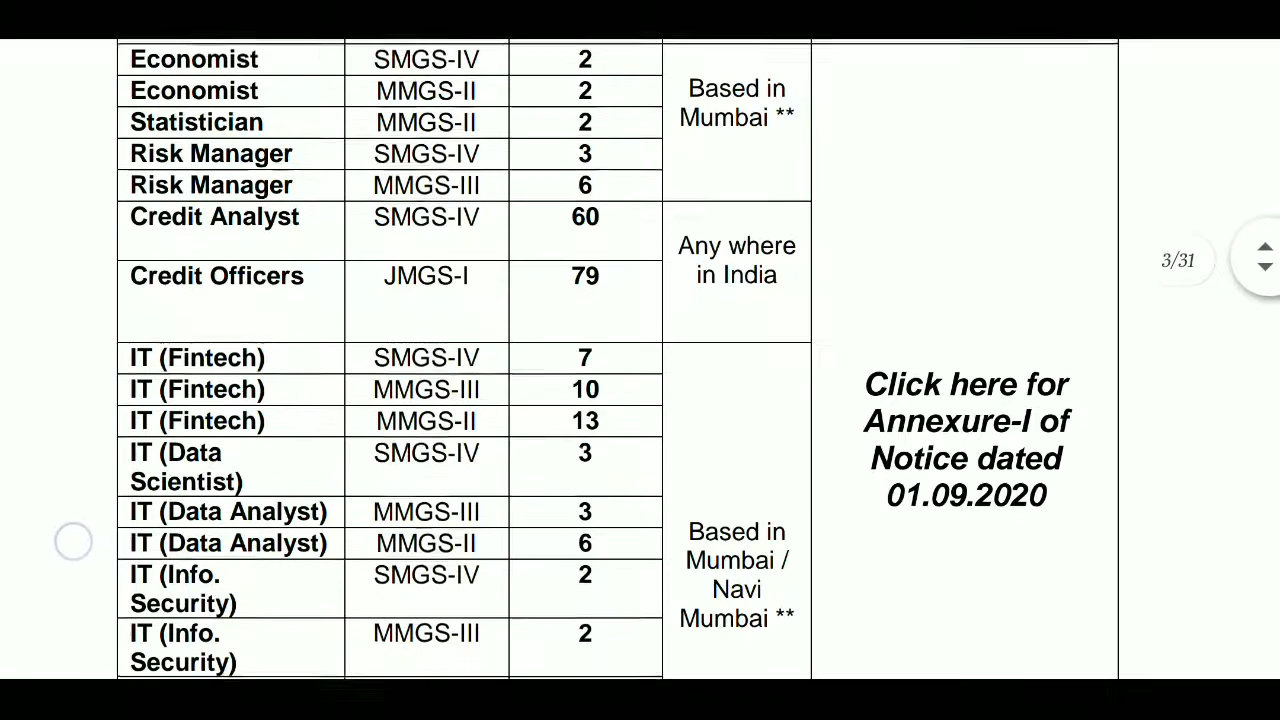 Economist SMGS-IV 2
Economist MMGS-II 2
Based in
Mumbai **
Statistician MMGS-II 2
Risk Manager SMGS-IV 3
Risk Manager MMGS-III 6
Credit Analyst SMGS-IV 60
Any where
in India
Credit Officers JMGS-I 79
IT (Fintech) SMGS-IV 7
IT (Fintech) MMGS-III 10
IT (Fintech) MMGS-II 13
IT (Data
Scientist) SMGS-IV 3
IT (Data Analyst) MMGS-III 3
IT (Data Analyst) MMGS-II 6
IT (Info.
Security) SMGS-IV 2
IT (Info.
Security) MMGS-III 2
Based in
Mumbai /
Navi
Mumbai **
Click here for
Annexure-I of
Notice dated
01.09.2020
3/31